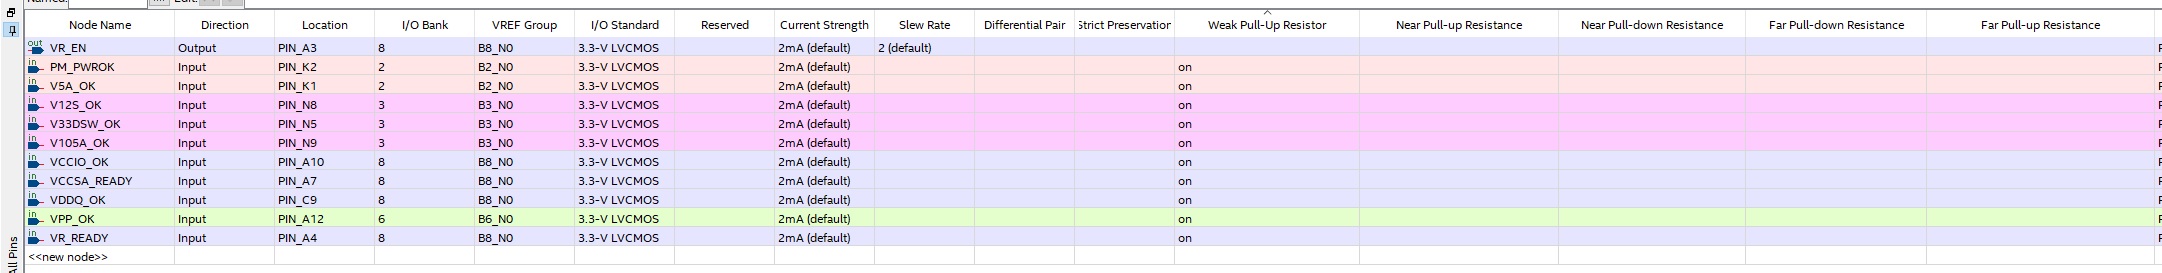 Named: Edit:
Node Name Direction Location I/O Bank VREF Group I/O Standard Reserved Current Strength Slew Rate Differential Pair Strict Preservation Weak Pull-Up Resistor Near Pull-up Resistance Near Pull-down Resistance Far Pull-down Resistance Far Pull-up Resistance
out VR_EN Output PIN_A3 8 B8_N0 3.3-V LVCMOS 2mA (default) 2 (default)
in PM_PWROK Input PIN_K2 2 B2_N0 3.3-V LVCMOS 2mA (default) on
in V5A_OK Input PIN_K1 2 B2_N0 3.3-V LVCMOS 2mA (default) on
in V12S_OK Input PIN_N8 3 B3_N0 3.3-V LVCMOS 2mA (default) on
in V33DSW_OK Input PIN_N5 3 B3_N0 3.3-V LVCMOS 2mA (default) on
in V105A_OK Input PIN_N9 3 B3_N0 3.3-V LVCMOS 2mA (default) on
in VCCIO_OK Input PIN_A10 8 B8_N0 3.3-V LVCMOS 2mA (default) on
in VCCSA_READY Input PIN_A7 8 B8_N0 3.3-V LVCMOS 2mA (default) on
in VDDQ_OK Input PIN_C9 8 B8_N0 3.3-V LVCMOS 2mA (default) on
in VPP_OK Input PIN_A12 6 B6_N0 3.3-V LVCMOS 2mA (default) on
in VR_READY Input PIN_A4 8 B8_N0 3.3-V LVCMOS 2mA (default) on
<<new node>>
All Pins